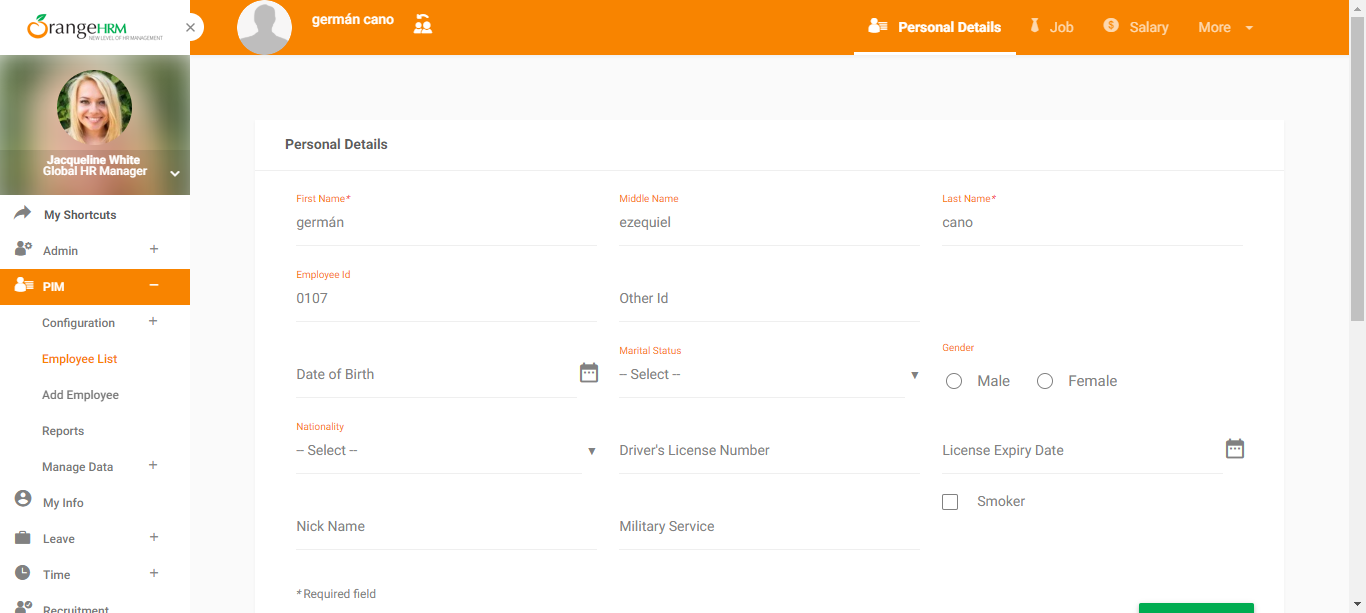 OrangeHRM
NEW LEVEL OF HR MANAGEMENT
germán cano
Personal Details
Job
Salary
More
Jacqueline White
Global HR Manager
My Shortcuts
Admin
PIM
Configuration
Employee List
Add Employee
Reports
Manage Data
My Info
Leave
Time
Recruitment
Personal Details
First Name*
germán
Middle Name
ezequiel
Last Name*
cano
Employee Id
0107
Other Id
Date of Birth
Marital Status
-- Select --
Gender
Male
Female
Nationality
-- Select --
Driver's License Number
License Expiry Date
Nick Name
Military Service
Smoker
* Required field